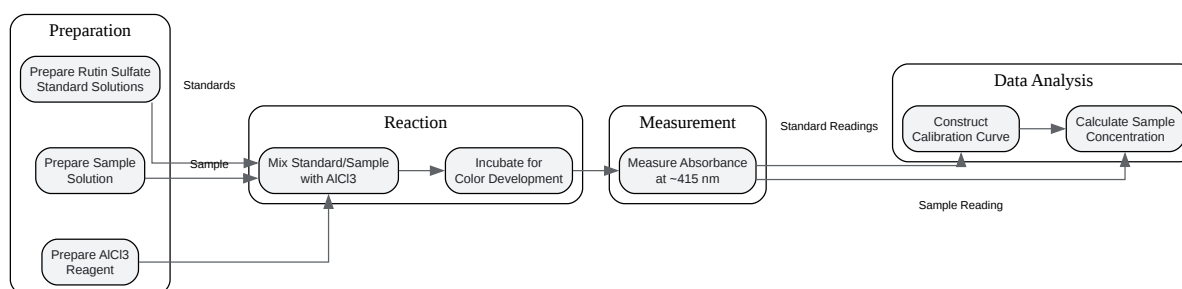 Preparation
Prepare Rutin Sulfate
Standard Solutions
Standards
Prepare Sample
Solution
Sample
Prepare AlCl3
Reagent
Reaction
Mix Standard/Sample
with AlCl3
Incubate for
Color Development
Measurement
Measure Absorbance
at ~415 nm
Standard Readings
Sample Reading
Data Analysis
Construct
Calibration Curve
Calculate Sample
Concentration